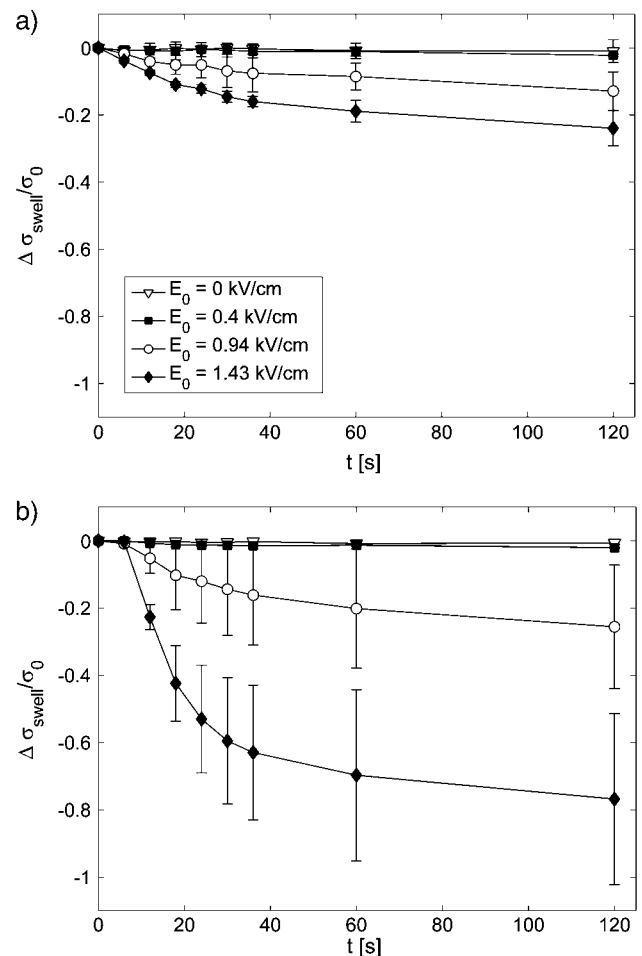 a)
0
-0.2
-0.4
-0.6
-0.8
-1
Δ σswell/σ0
E0 = 0 kV/cm
E0 = 0.4 kV/cm
E0 = 0.94 kV/cm
E0 = 1.43 kV/cm
0 20 40 60 80 100 120
t [s]
b)
0
-0.2
-0.4
-0.6
-0.8
-1
Δ σswell/σ0
0 20 40 60 80 100 120
t [s]